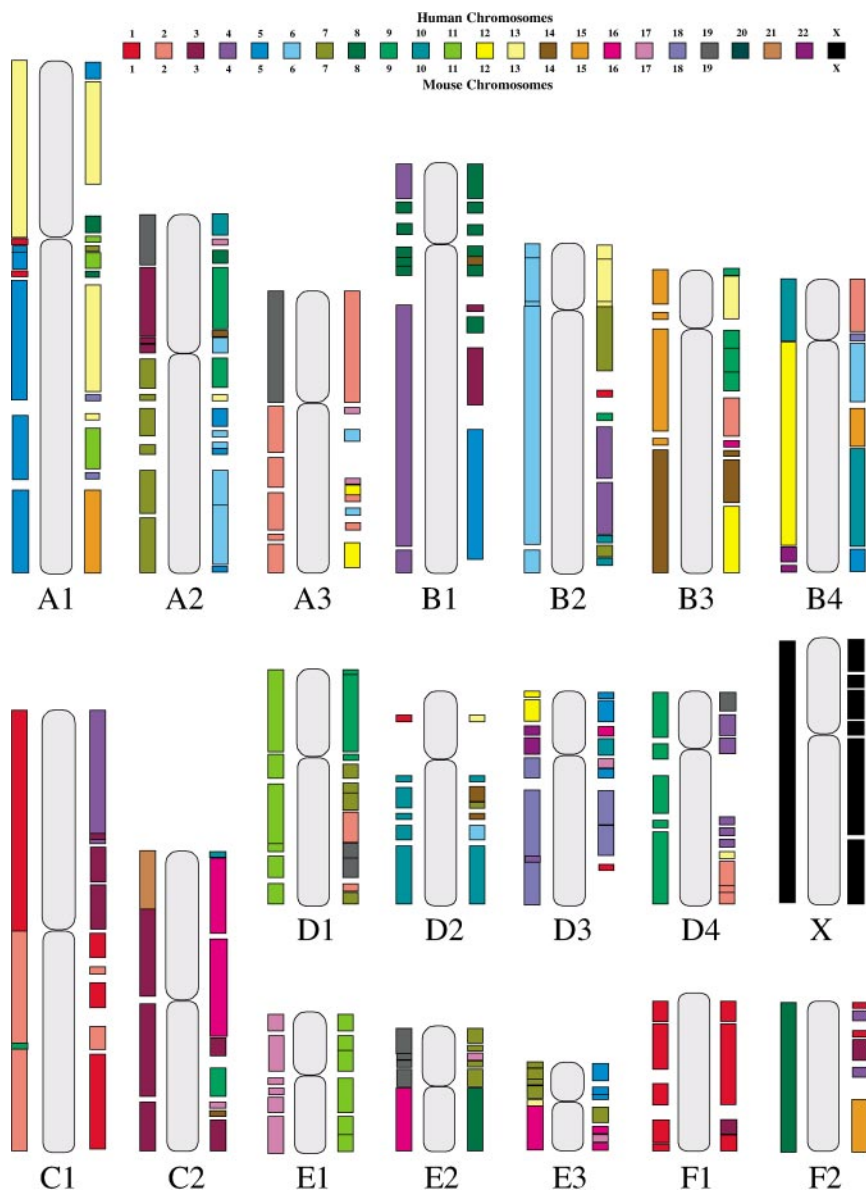 Human Chromosomes
1 2 3 4 5 6 7 8 9 10 11 12 13 14 15 16 17 18 19 20 21 22 X
1 2 3 4 5 6 7 8 9 10 11 12 13 14 15 16 17 18 19 X
Mouse Chromosomes
A1 A2 A3 B1 B2 B3 B4
D1 D2 D3 D4 X
C1 C2 E1 E2 E3 F1 F2